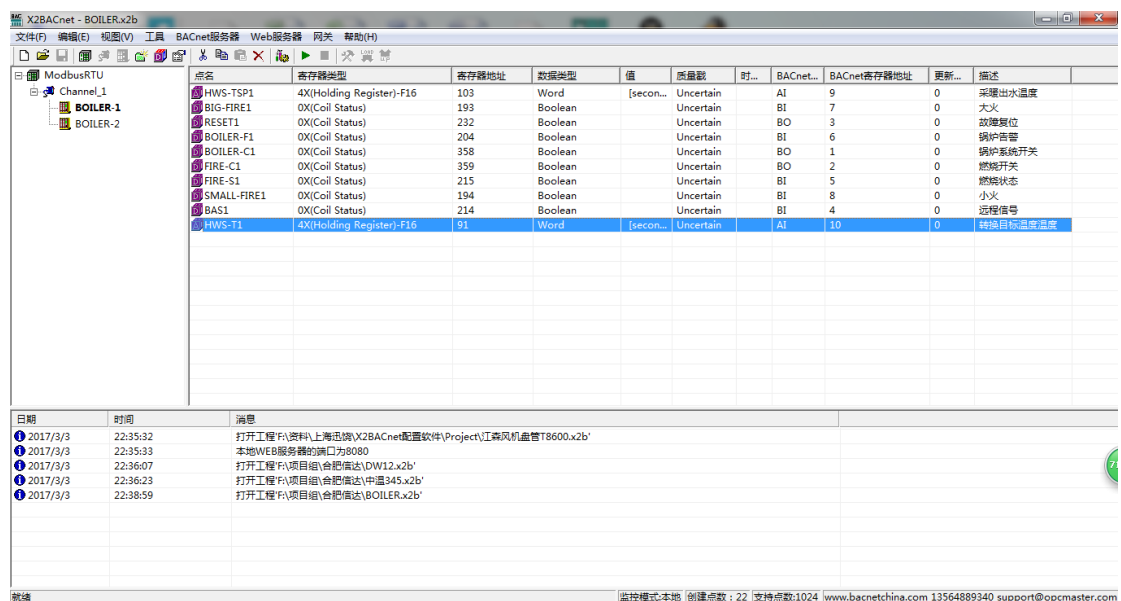 X2BACnet - BOILER.x2b
文件(F) 编辑(E) 视图(V) 工具 BACnet服务器 Web服务器 网关 帮助(H)
ModbusRTU
Channel_1
BOILER-1
BOILER-2
点名 寄存器类型 寄存器地址 数据类型 值 质量戳 时... BACnet... BACnet寄存器地址 更新... 描述
HWS-TSP1 4X(Holding Register)-F16 103 Word [secon... Uncertain AI 9 0 采暖出水温度
BIG-FIRE1 0X(Coil Status) 193 Boolean Uncertain BI 7 0 大火
RESET1 0X(Coil Status) 232 Boolean Uncertain BO 3 0 故障复位
BOILER-F1 0X(Coil Status) 204 Boolean Uncertain BI 6 0 锅炉告警
BOILER-C1 0X(Coil Status) 358 Boolean Uncertain BO 1 0 锅炉系统开关
FIRE-C1 0X(Coil Status) 359 Boolean Uncertain BO 2 0 燃烧开关
FIRE-S1 0X(Coil Status) 215 Boolean Uncertain BI 5 0 燃烧状态
SMALL-FIRE1 0X(Coil Status) 194 Boolean Uncertain BI 8 0 小火
BAS1 0X(Coil Status) 214 Boolean Uncertain BI 4 0 远程信号
HWS-T1 4X(Holding Register)-F16 91 Word [secon... Uncertain AI 10 0 转换目标温度温度
日期 时间 消息
2017/3/3 22:35:32 打开工程'F:\资料\上海迅饶\X2BACnet配置软件\Project\江森风机盘管T8600.x2b'
2017/3/3 22:35:33 本地WEB服务器的端口为8080
2017/3/3 22:36:07 打开工程'F:\项目组\合肥信达\DW12.x2b'
2017/3/3 22:36:23 打开工程'F:\项目组\合肥信达\中温345.x2b'
2017/3/3 22:38:59 打开工程'F:\项目组\合肥信达\BOILER.x2b'
就绪 监控模式:本地 创建点数：22 支持点数:1024 www.bacnetchina.com 13564889340 support@opcmaster.com